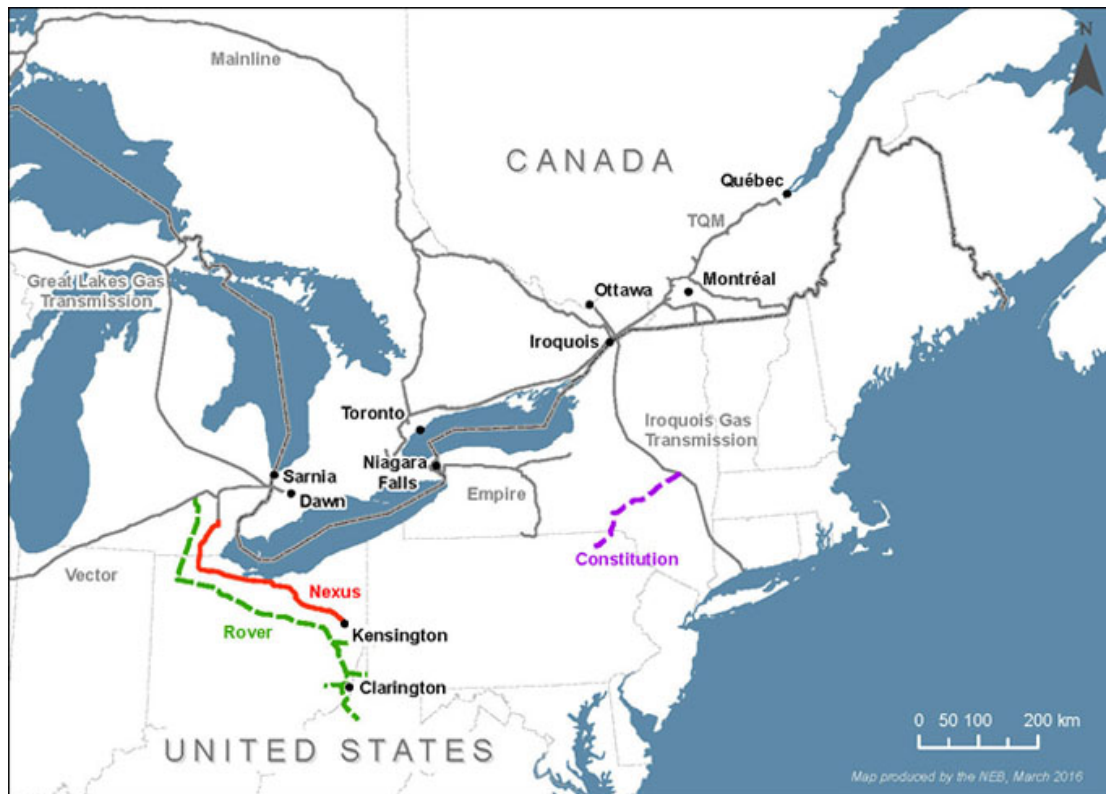 N
Mainline
CANADA
Québec
TQM
Great Lakes Gas
Transmission
Montréal
Ottawa
Iroquois
Toronto
Iroquois Gas
Transmission
Niagara
Falls
Sarnia
Dawn
Empire
Constitution
Vector
Nexus
Rover
Kensington
Clarington
0 50 100 200 km
UNITED STATES
Map produced by the NEB, March 2016